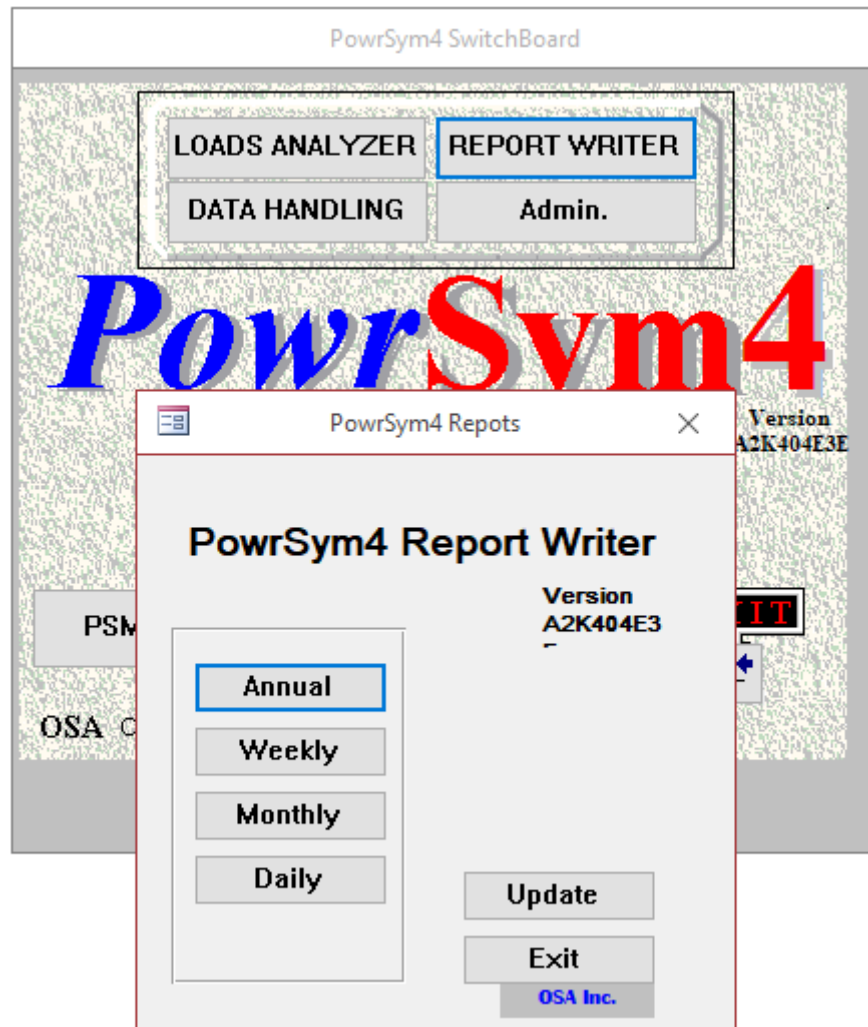 PowrSym4 SwitchBoard
LOADS ANALYZER REPORT WRITER
DATA HANDLING Admin.
PowrSym4
Version
A2K404E3E
PowrSym4 Repots
PowrSym4 Report Writer
Version
A2K404E3
PSM
OSA
Annual
Weekly
Monthly
Daily
Update
Exit
OSA Inc.